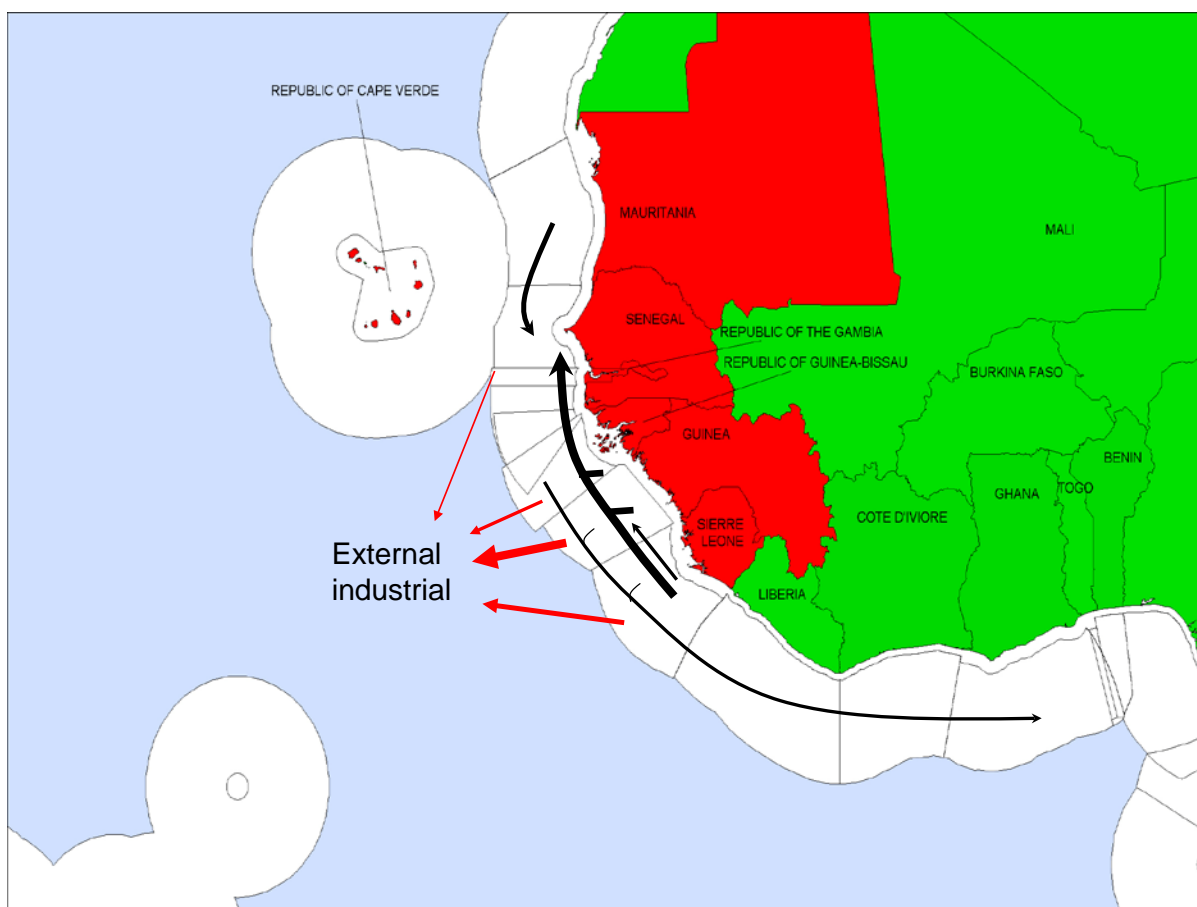 REPUBLIC OF CAPE VERDE
MAURITANIA
MALI
SENEGAL
REPUBLIC OF THE GAMBIA
REPUBLIC OF GUINEA-BISSAU
BURKINA FASO
GUINEA
BENIN
GHANA
TOGO
COTE D'IVIORE
SIERRE
LEONE
External
industrial
LIBERIA